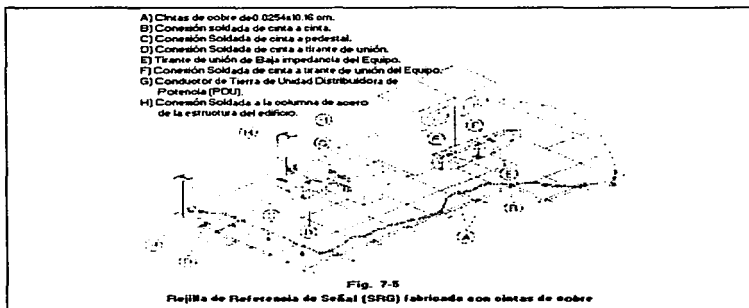 A) Cintas de cobre de 0.0254x10.16 cm.
B) Conexión soldada de cinta a cinta.
C) Conexión Soldada de cinta a pedestal.
D) Conexión Soldada de cinta a tirante de unión.
E) Tirante de unión de Baja impedancia del Equipo.
F) Conexión Soldada de cinta a tirante de unión del Equipo.
G) Conductor de Tierra de Unidad Distribuidora de
Potencia (PDU).
H) Conexión Soldada a la columna de acero
de la estructura del edificio.
(H)
(G)
(F)
(E)
(D)
(A)
Fig. 7-5
Rejilla de Referencia de Señal (SRG) fabricada con cintas de cobre